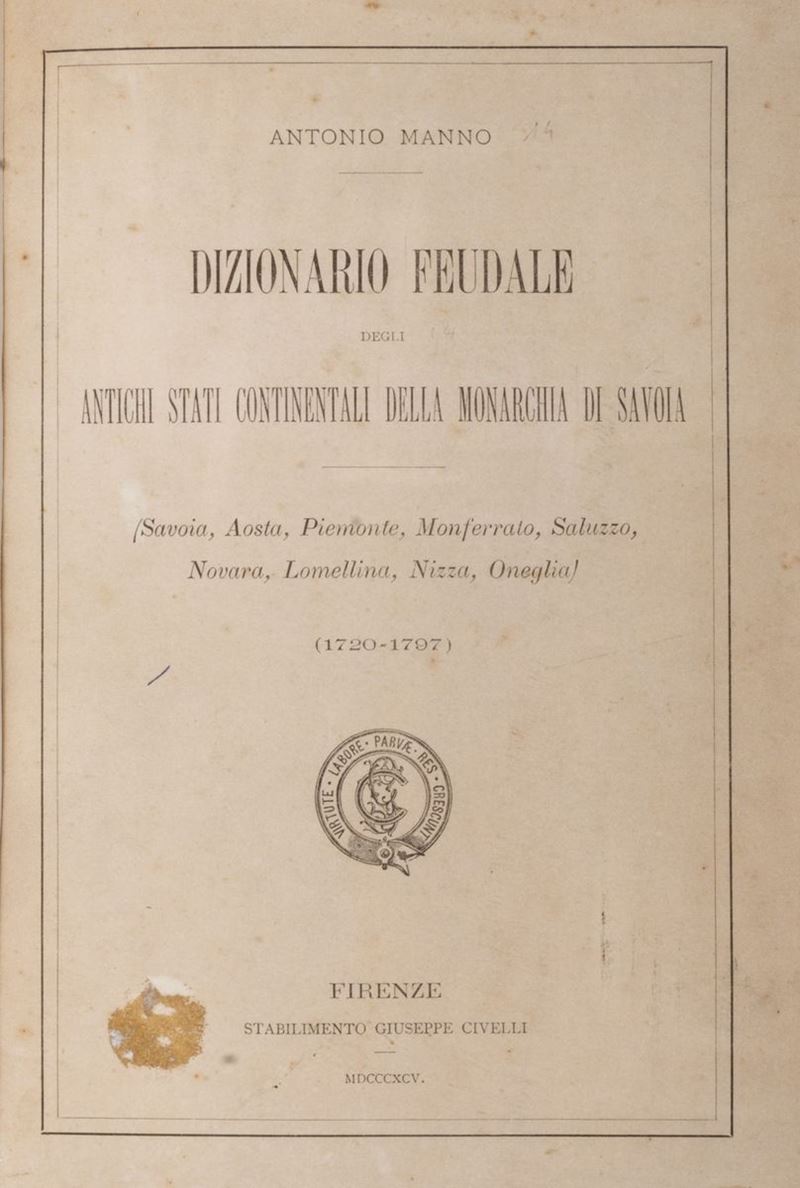 ANTONIO MANNO
DIZIONARIO FEUDALE
DEGLI
ANTICHI STATI CONTINENTALI DELLA MONARCHIA DI SAVOIA
(Savoia, Aosta, Piemonte, Monferrato, Saluzzo,
Novara, Lomellina, Nizza, Oneglia)
(1720-1797)
VIRTUTE · LABORE · PARVÆ · RES · CRESCUNT
FIRENZE
STABILIMENTO GIUSEPPE CIVELLI
MDCCCXCV.